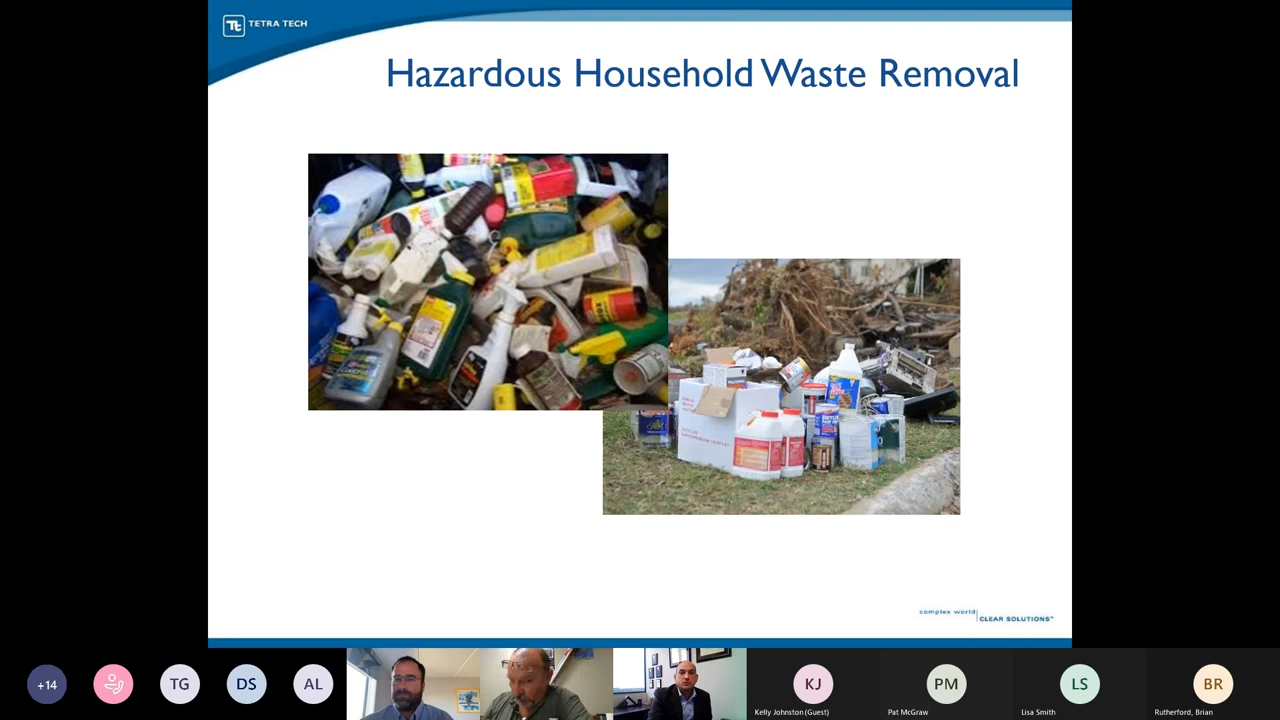 TETRA TECH
Hazardous Household Waste Removal
complex world
CLEAR SOLUTIONS™
+14
TG
DS
AL
KJ
Kelly Johnston (Guest)
PM
Pat McGraw
LS
Lisa Smith
BR
Rutherford, Brian